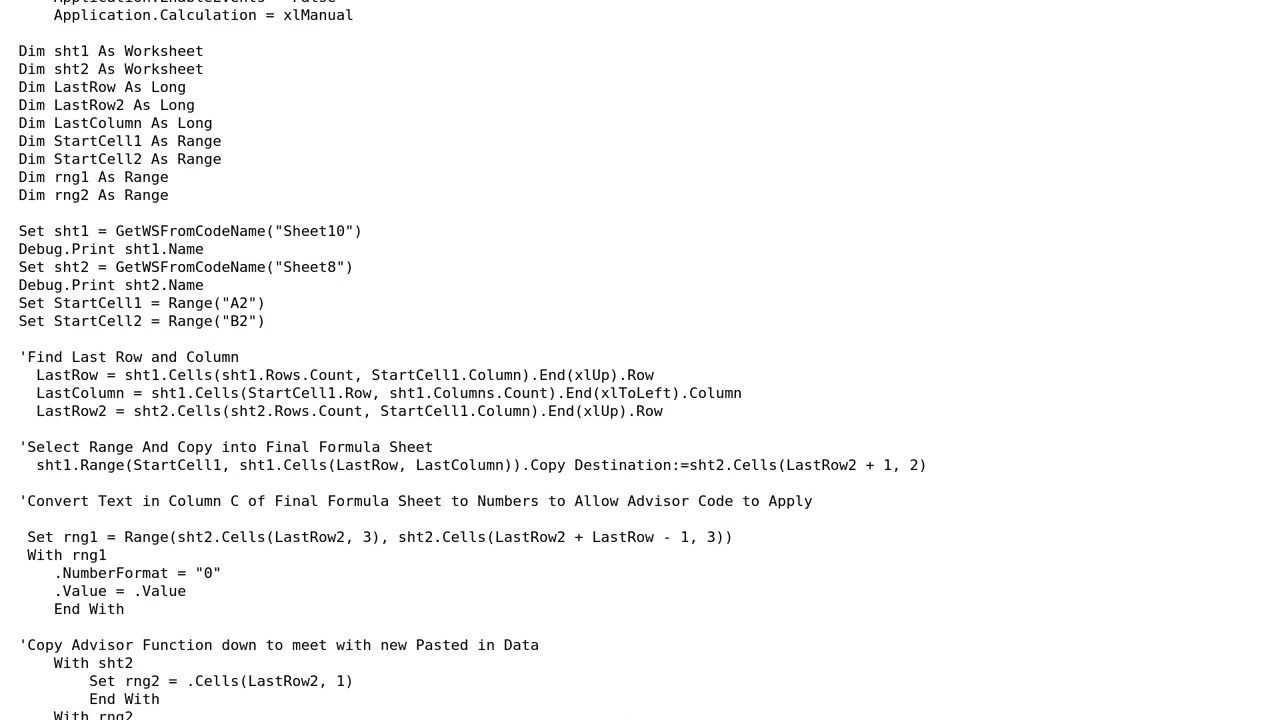 Application.EnableEvents = False
Application.Calculation = xlManual
Dim sht1 As Worksheet
Dim sht2 As Worksheet
Dim LastRow As Long
Dim LastRow2 As Long
Dim LastColumn As Long
Dim StartCell1 As Range
Dim StartCell2 As Range
Dim rng1 As Range
Dim rng2 As Range
Set sht1 = GetWSFromCodeName("Sheet10")
Debug.Print sht1.Name
Set sht2 = GetWSFromCodeName("Sheet8")
Debug.Print sht2.Name
Set StartCell1 = Range("A2")
Set StartCell2 = Range("B2")
'Find Last Row and Column
LastRow = sht1.Cells(sht1.Rows.Count, StartCell1.Column).End(xlUp).Row
LastColumn = sht1.Cells(StartCell1.Row, sht1.Columns.Count).End(xlToLeft).Column
LastRow2 = sht2.Cells(sht2.Rows.Count, StartCell1.Column).End(xlUp).Row
'Select Range And Copy into Final Formula Sheet
sht1.Range(StartCell1, sht1.Cells(LastRow, LastColumn)).Copy Destination:=sht2.Cells(LastRow2 + 1, 2)
'Convert Text in Column C of Final Formula Sheet to Numbers to Allow Advisor Code to Apply
Set rng1 = Range(sht2.Cells(LastRow2, 3), sht2.Cells(LastRow2 + LastRow - 1, 3))
With rng1
.NumberFormat = "0"
.Value = .Value
End With
'Copy Advisor Function down to meet with new Pasted in Data
With sht2
Set rng2 = .Cells(LastRow2, 1)
End With
With rng2